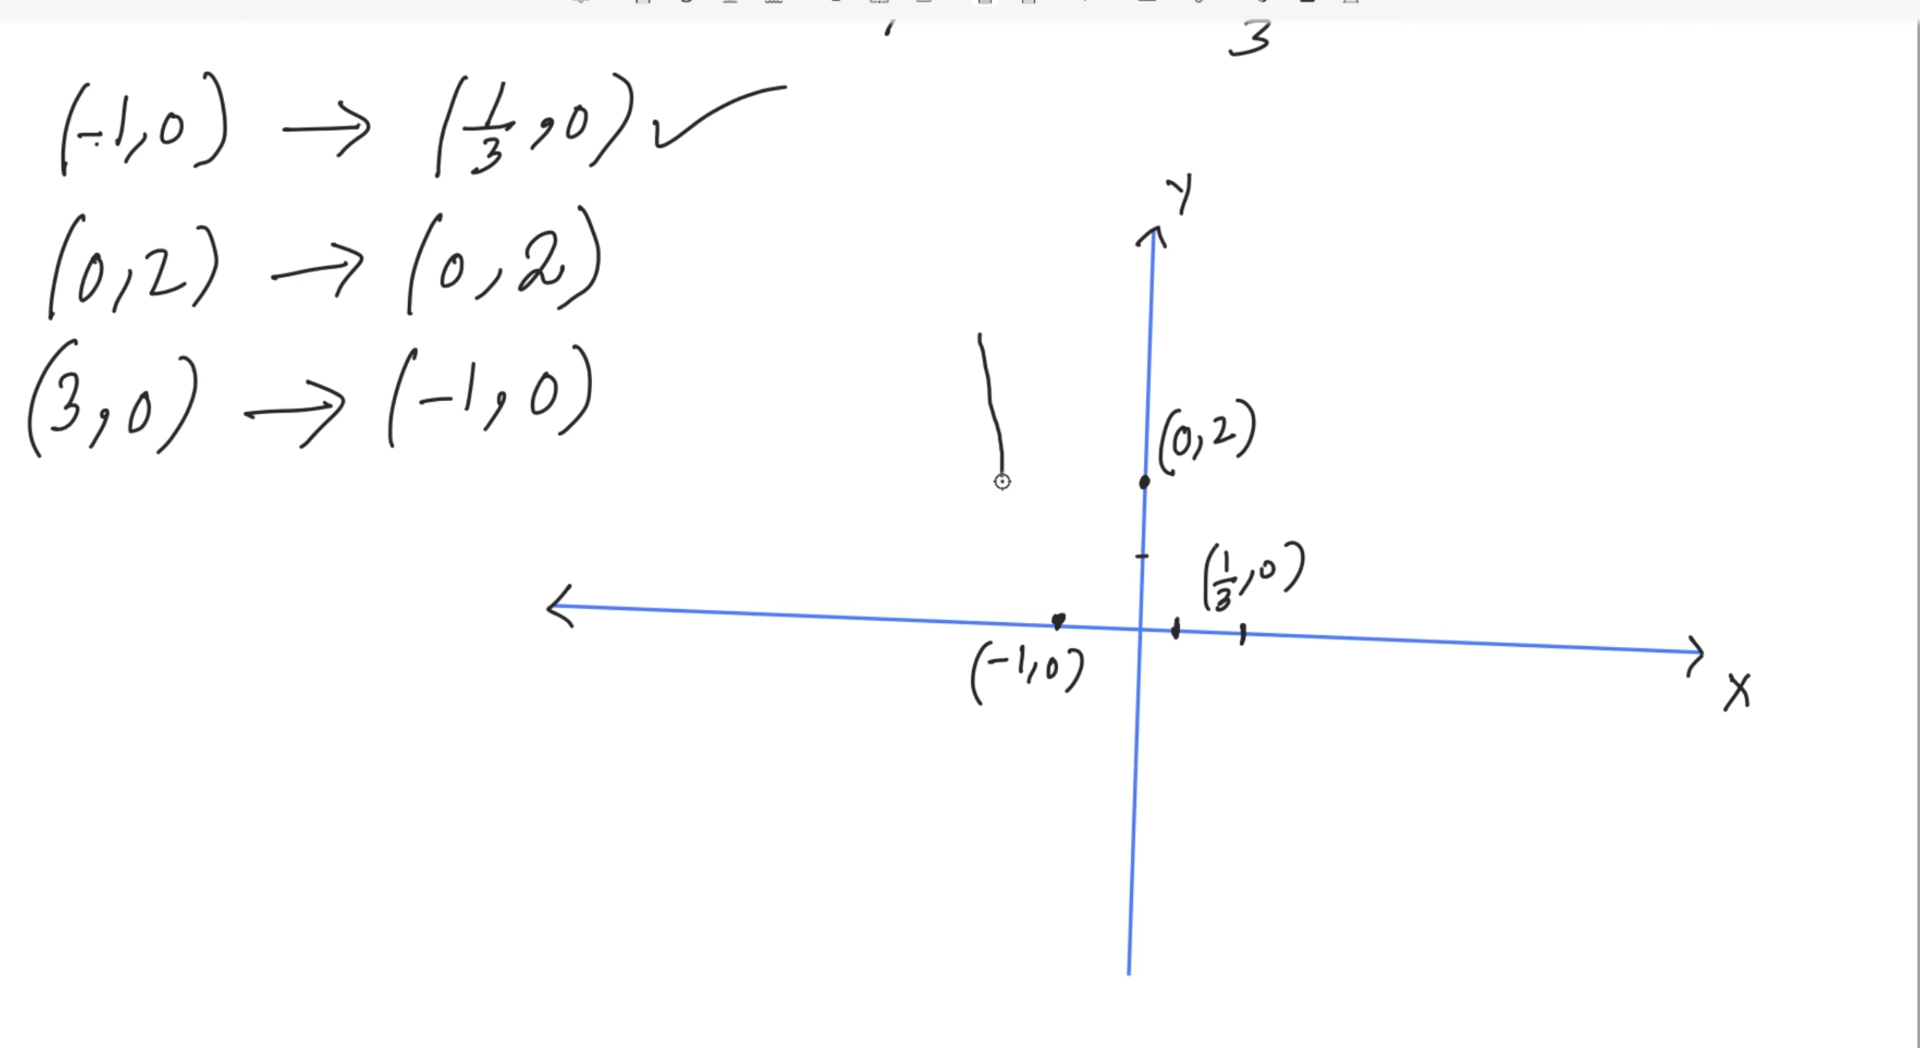 3
(-1,0) → (1/3,0) ✓
(0,2) → (0,2)
(3,0) → (-1,0)
Y
(0,2)
(1/3,0)
(-1,0)
X